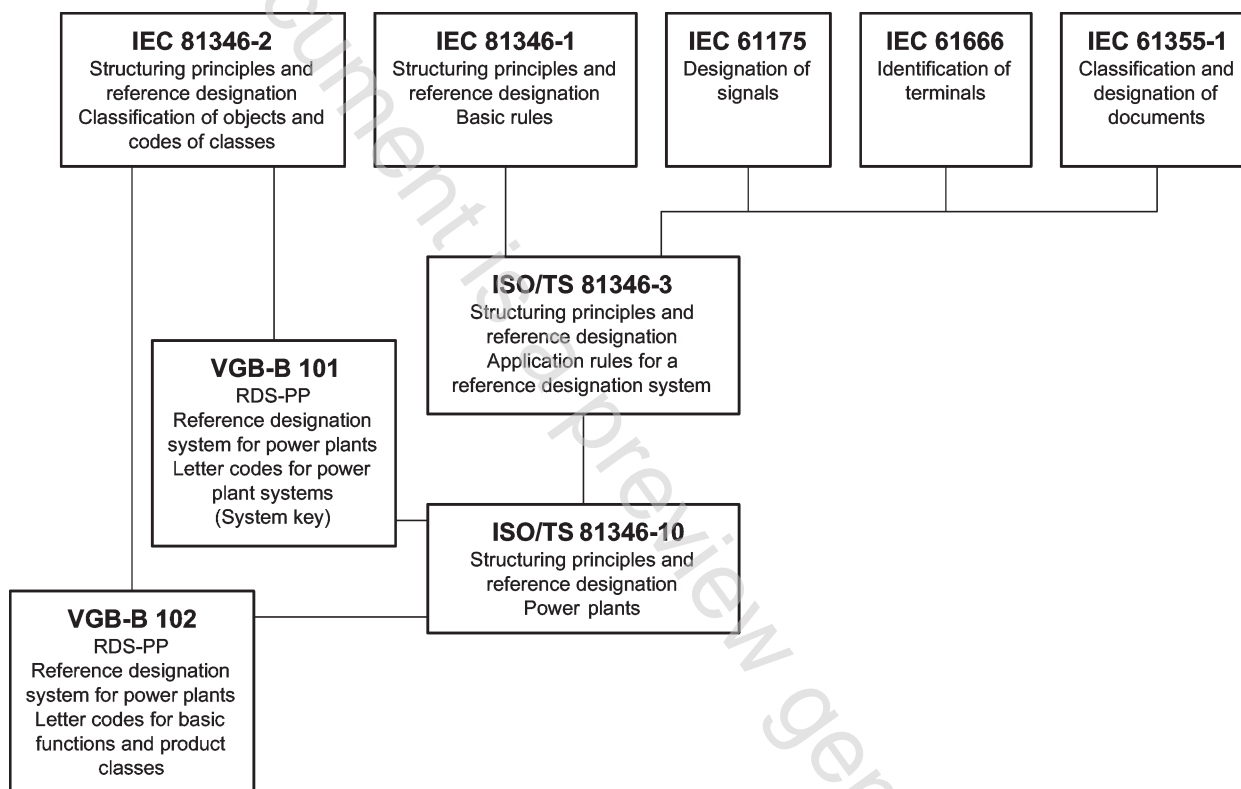 IEC 81346-2
Structuring principles and
reference designation
Classification of objects and
codes of classes
IEC 81346-1
Structuring principles and
reference designation
Basic rules
IEC 61175
Designation of
signals
IEC 61666
Identification of
terminals
IEC 61355-1
Classification and
designation of
documents
ISO/TS 81346-3
Structuring principles and
reference designation
Application rules for a
reference designation system
VGB-B 101
RDS-PP
Reference designation
system for power plants
Letter codes for power
plant systems
(System key)
ISO/TS 81346-10
Structuring principles and
reference designation
Power plants
VGB-B 102
RDS-PP
Reference designation
system for power plants
Letter codes for basic
functions and product
classes
cument is a preview gen